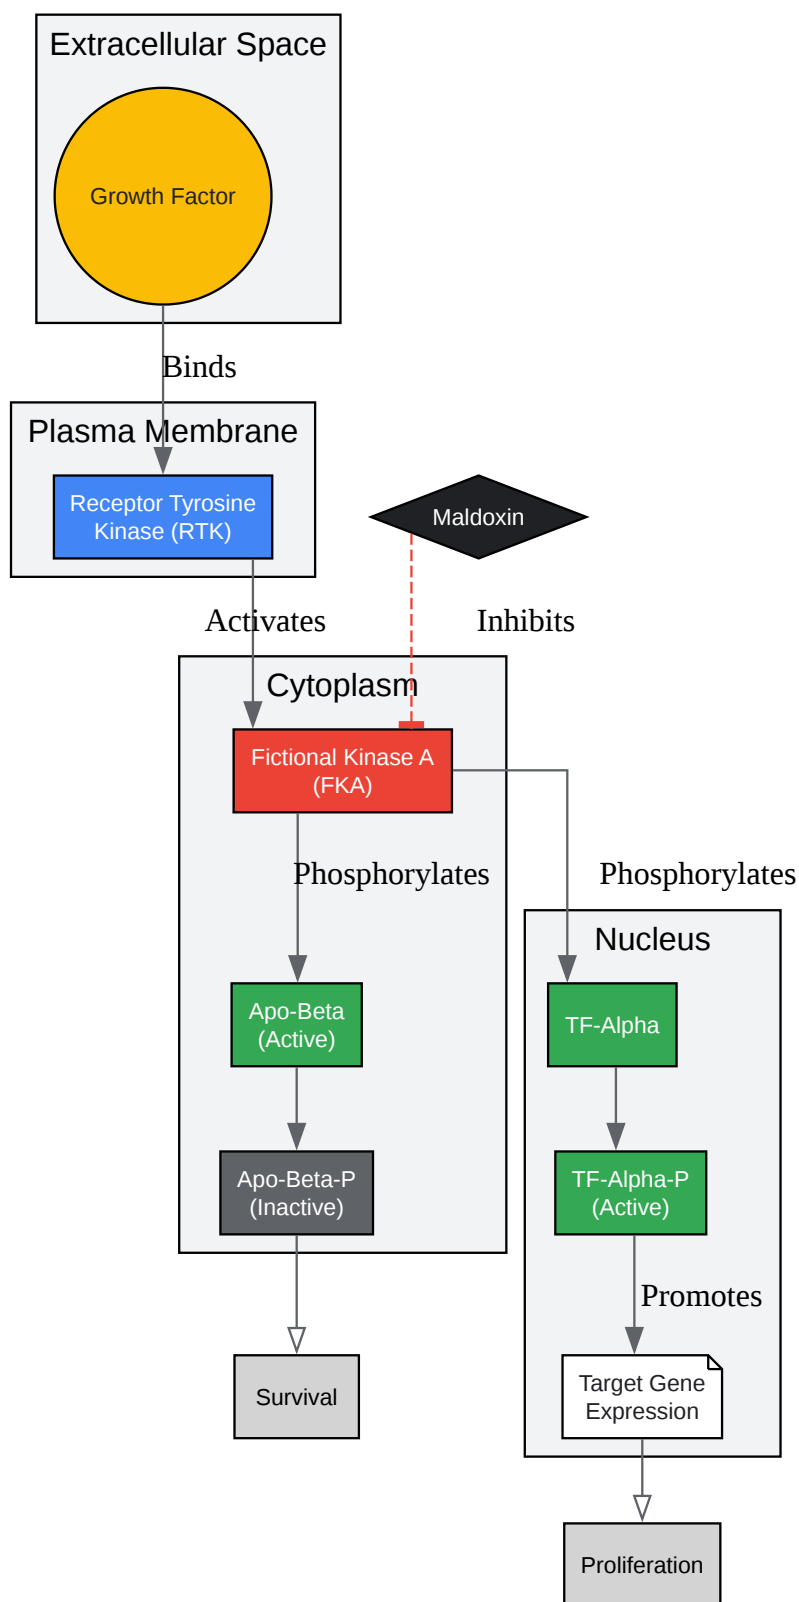 Extracellular Space
Growth Factor
Binds
Plasma Membrane
Receptor Tyrosine
Kinase (RTK)
Maldoxin
Activates
Inhibits
Cytoplasm
Fictional Kinase A
(FKA)
Phosphorylates
Phosphorylates
Nucleus
Apo-Beta
(Active)
TF-Alpha
Apo-Beta-P
(Inactive)
TF-Alpha-P
(Active)
Promotes
Survival
Target Gene
Expression
Proliferation